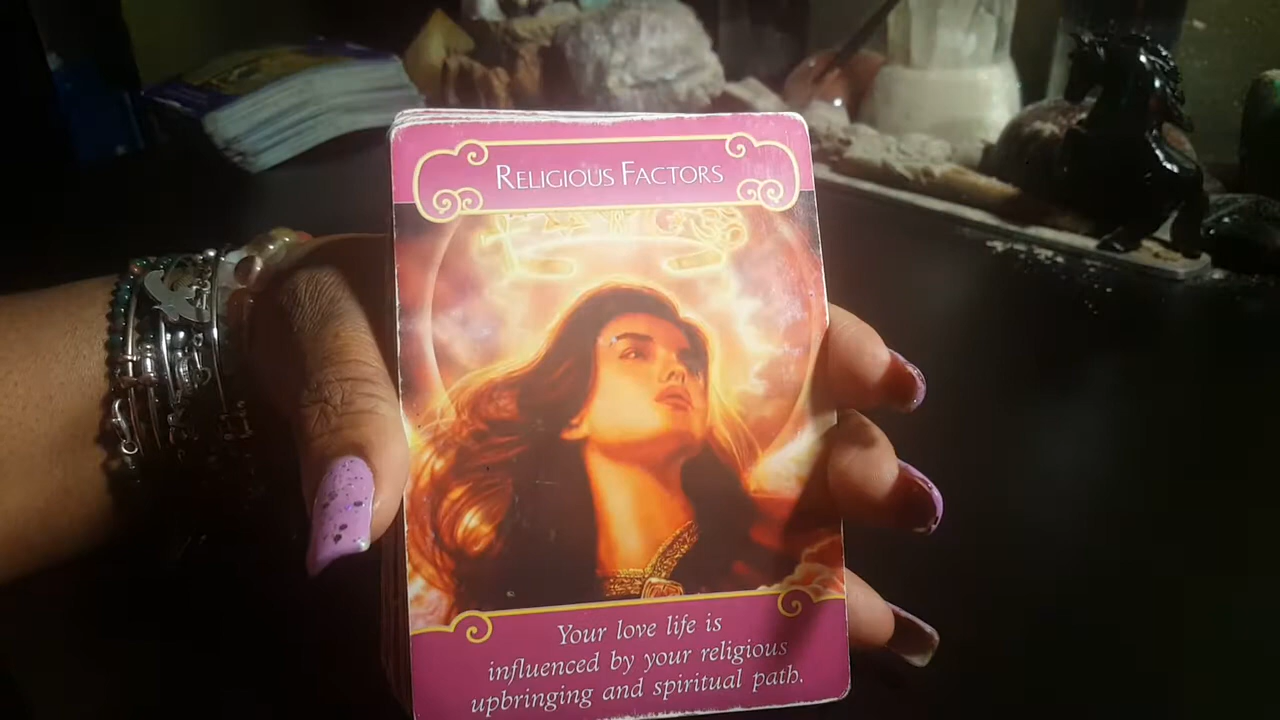 RELIGIOUS FACTORS
Your love life is
influenced by your religious
upbringing and spiritual path.